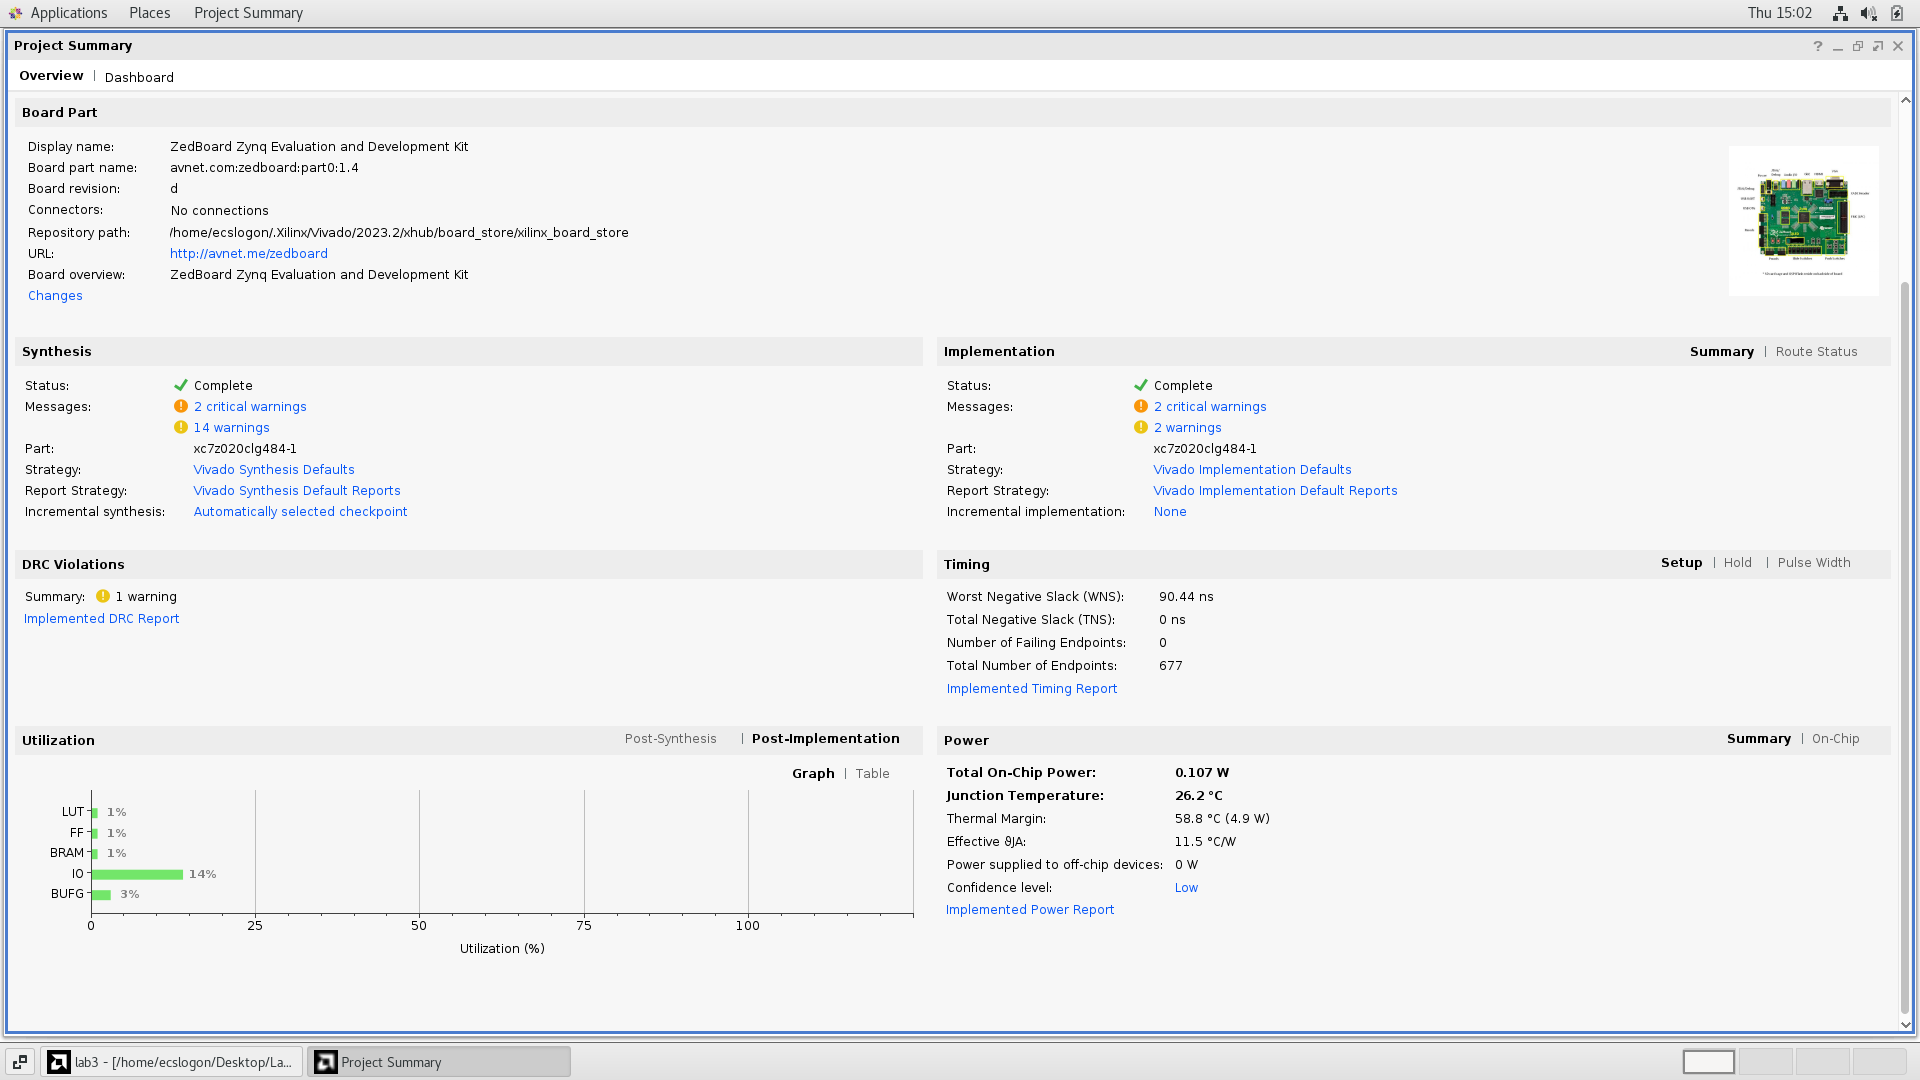 Applications Places Project Summary Thu 15:02
Project Summary
Overview | Dashboard
Board Part
Display name: ZedBoard Zynq Evaluation and Development Kit
Board part name: avnet.com:zedboard:part0:1.4
Board revision: d
Connectors: No connections
Repository path: /home/ecslogon/.Xilinx/Vivado/2023.2/xhub/board_store/xilinx_board_store
URL: http://avnet.me/zedboard
Board overview: ZedBoard Zynq Evaluation and Development Kit
Changes
Synthesis
Status: Complete
Messages: 2 critical warnings
14 warnings
Part: xc7z020clg484-1
Strategy: Vivado Synthesis Defaults
Report Strategy: Vivado Synthesis Default Reports
Incremental synthesis: Automatically selected checkpoint
Implementation Summary | Route Status
Status: Complete
Messages: 2 critical warnings
2 warnings
Part: xc7z020clg484-1
Strategy: Vivado Implementation Defaults
Report Strategy: Vivado Implementation Default Reports
Incremental implementation: None
DRC Violations
Summary: 1 warning
Implemented DRC Report
Timing Setup | Hold | Pulse Width
Worst Negative Slack (WNS): 90.44 ns
Total Negative Slack (TNS): 0 ns
Number of Failing Endpoints: 0
Total Number of Endpoints: 677
Implemented Timing Report
Utilization Post-Synthesis | Post-Implementation
Graph | Table
LUT 1%
FF 1%
BRAM 1%
IO 14%
BUFG 3%
0 25 50 75 100
Utilization (%)
Power Summary | On-Chip
Total On-Chip Power: 0.107 W
Junction Temperature: 26.2 °C
Thermal Margin: 58.8 °C (4.9 W)
Effective ϑJA: 11.5 °C/W
Power supplied to off-chip devices: 0 W
Confidence level: Low
Implemented Power Report
lab3 - [/home/ecslogon/Desktop/La... Project Summary